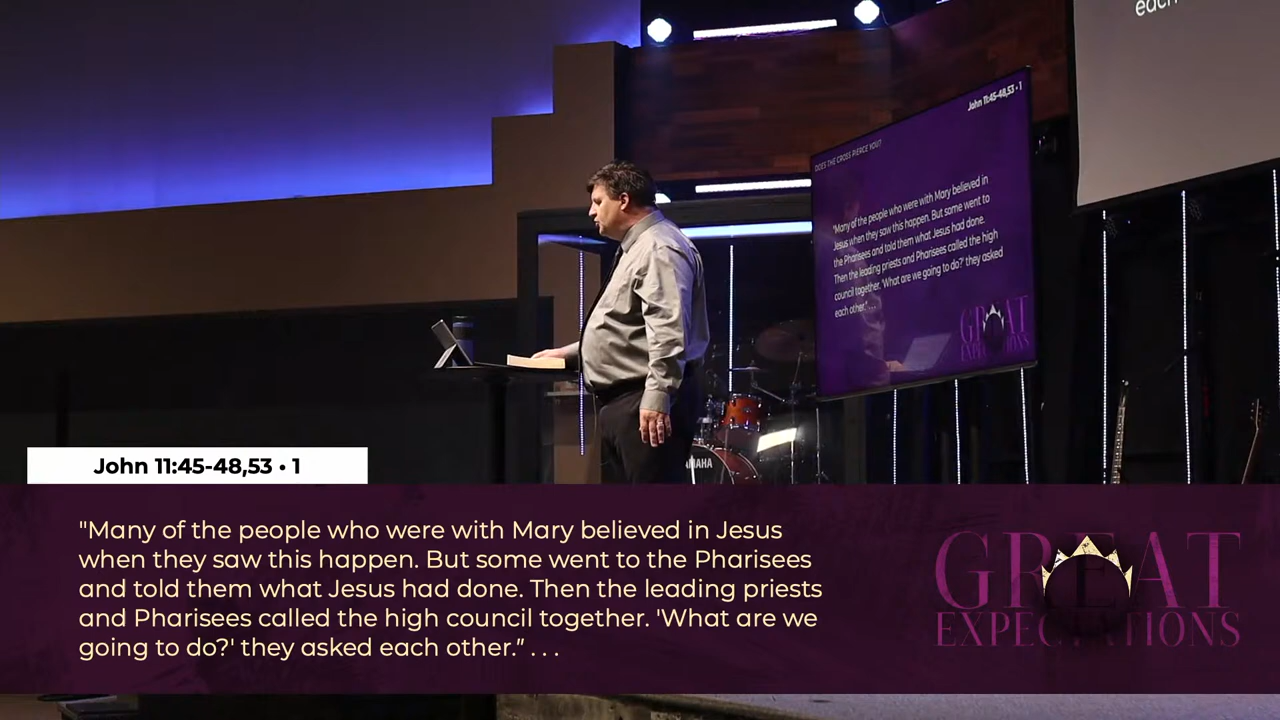 each
John 11:45-48,53 • 1
DOES THE CROSS PIERCE YOU?
"Many of the people who were with Mary believed in
Jesus when they saw this happen. But some went to
the Pharisees and told them what Jesus had done.
Then the leading priests and Pharisees called the high
council together. 'What are we going to do?' they asked
each other." . . .
GREAT
EXPECTATIONS
YAMAHA
John 11:45-48,53 • 1
"Many of the people who were with Mary believed in Jesus
when they saw this happen. But some went to the Pharisees
and told them what Jesus had done. Then the leading priests
and Pharisees called the high council together. 'What are we
going to do?' they asked each other.” . . .
GREAT
EXPECTATIONS